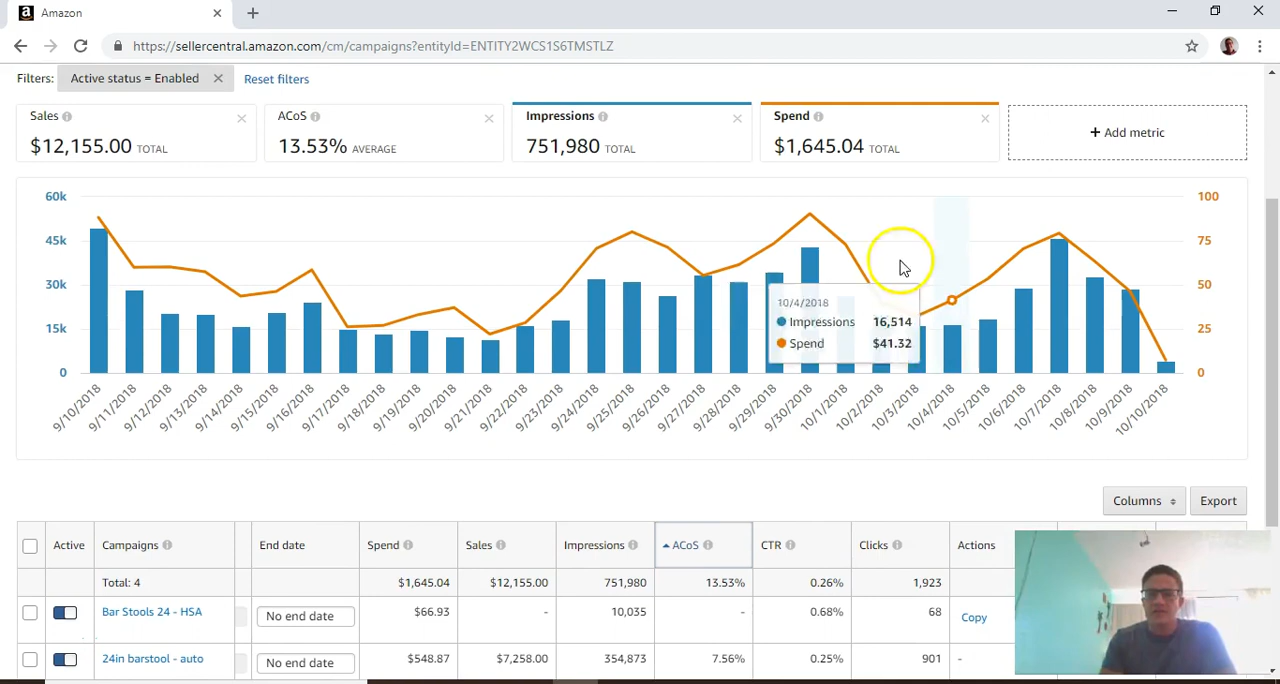 Amazon
https://sellercentral.amazon.com/cm/campaigns?entityId=ENTITY2WCS1S6TMSTLZ
Filters: Active status = Enabled Reset filters
Sales ACoS Impressions Spend
+ Add metric
$12,155.00 TOTAL 13.53% AVERAGE 751,980 TOTAL $1,645.04 TOTAL
60k 100
45k 75
30k 50
10/4/2018
Impressions 16,514
15k 25
Spend $41.32
0 0
9/10/2018 9/11/2018 9/12/2018 9/13/2018 9/14/2018 9/15/2018 9/16/2018 9/17/2018 9/18/2018 9/19/2018 9/20/2018 9/21/2018 9/22/2018 9/23/2018 9/24/2018 9/25/2018 9/26/2018 9/27/2018 9/28/2018 9/29/2018 9/30/2018 10/1/2018 10/2/2018 10/3/2018 10/4/2018 10/5/2018 10/6/2018 10/7/2018 10/8/2018 10/9/2018 10/10/2018
Columns Export
Active Campaigns End date Spend Sales Impressions ACoS CTR Clicks Actions
Total: 4 $1,645.04 $12,155.00 751,980 13.53% 0.26% 1,923
Bar Stools 24 - HSA No end date $66.93 - 10,035 - 0.68% 68 Copy
24in barstool - auto No end date $548.87 $7,258.00 354,873 7.56% 0.25% 901 -